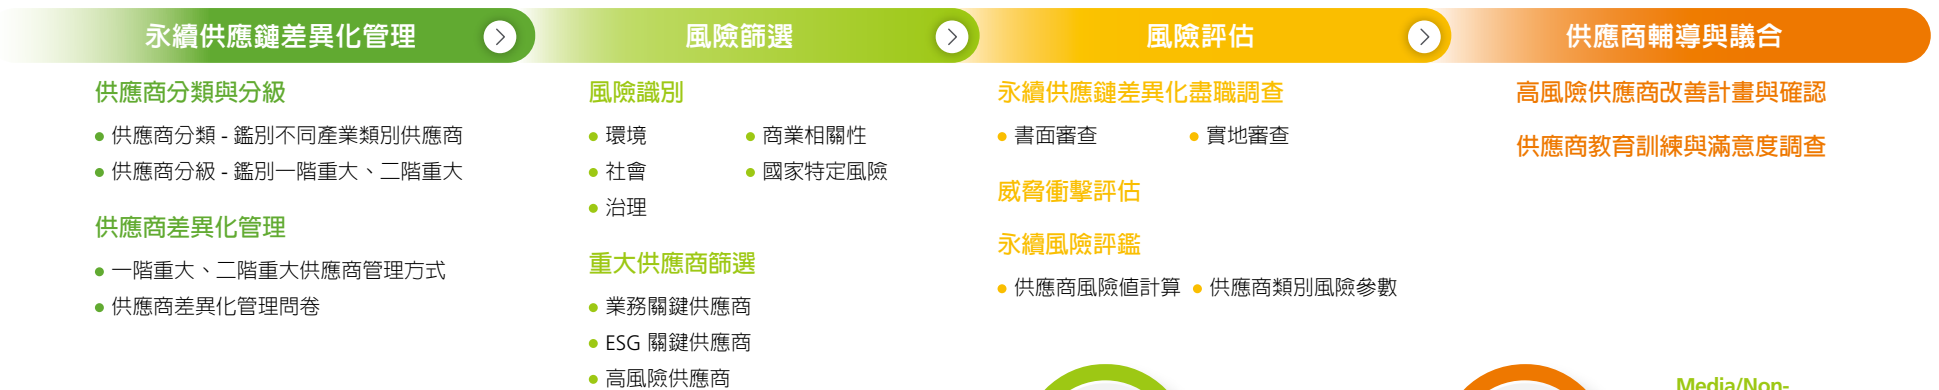 永續供應鏈差異化管理
供應商分類與分級
供應商分類 - 鑑別不同產業類別供應商
供應商分級 - 鑑別一階重大、二階重大
供應商差異化管理
一階重大、二階重大供應商管理方式
供應商差異化管理問卷
風險篩選
風險識別
環境
社會
治理
商業相關性
國家特定風險
重大供應商篩選
業務關鍵供應商
ESG 關鍵供應商
高風險供應商
風險評估
永續供應鏈差異化盡職調查
書面審查
實地審查
威脅衝擊評估
永續風險評鑑
供應商風險值計算
供應商類別風險參數
供應商輔導與議合
高風險供應商改善計畫與確認
供應商教育訓練與滿意度調查
Media/Non-